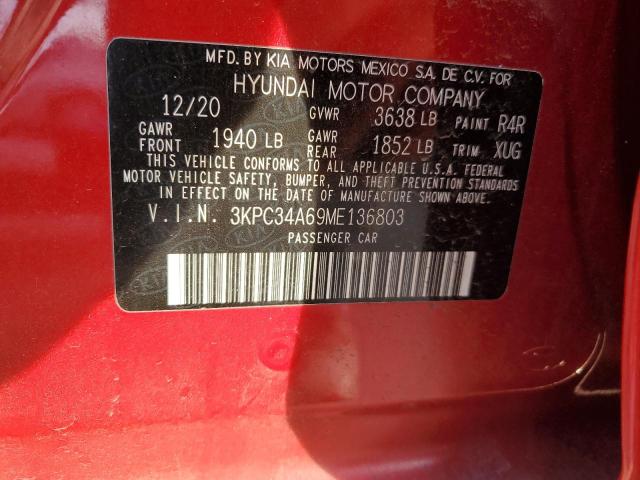 MFD. BY KIA MOTORS MEXICO S.A. DE C.V. FOR
HYUNDAI MOTOR COMPANY
12/20 GVWR 3638 LB PAINT R4R
GAWR FRONT 1940 LB GAWR REAR 1852 LB TRIM XUG
THIS VEHICLE CONFORMS TO ALL APPLICABLE U.S.A. FEDERAL
MOTOR VEHICLE SAFETY, BUMPER, AND THEFT PREVENTION STANDARDS
IN EFFECT ON THE DATE OF MANUFACTURE SHOWN ABOVE.
V.I.N. 3KPC34A69ME136803
PASSENGER CAR